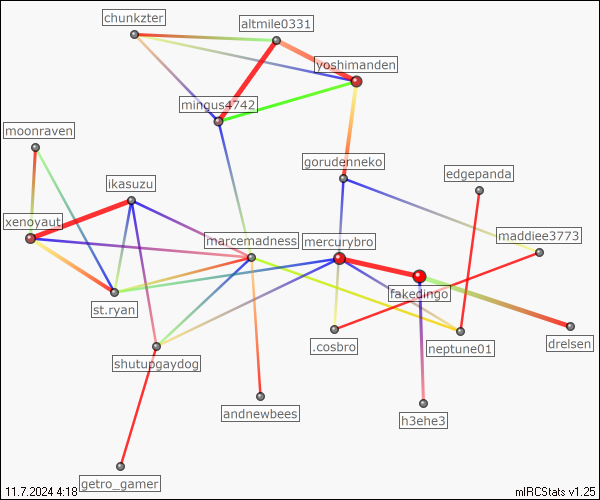 chunkzter
altmile0331
yoshimanden
mingus4742
moonraven
gorudenneko
edgepanda
ikasuzu
xenoyaut
marcemadness
mercurybro
maddiee3773
fakedingo
st.ryan
.cosbro
neptune01
drelsen
shutupgaydog
andnewbees
h3ehe3
getro_gamer
11.7.2024 4:18
mIRCStats v1.25